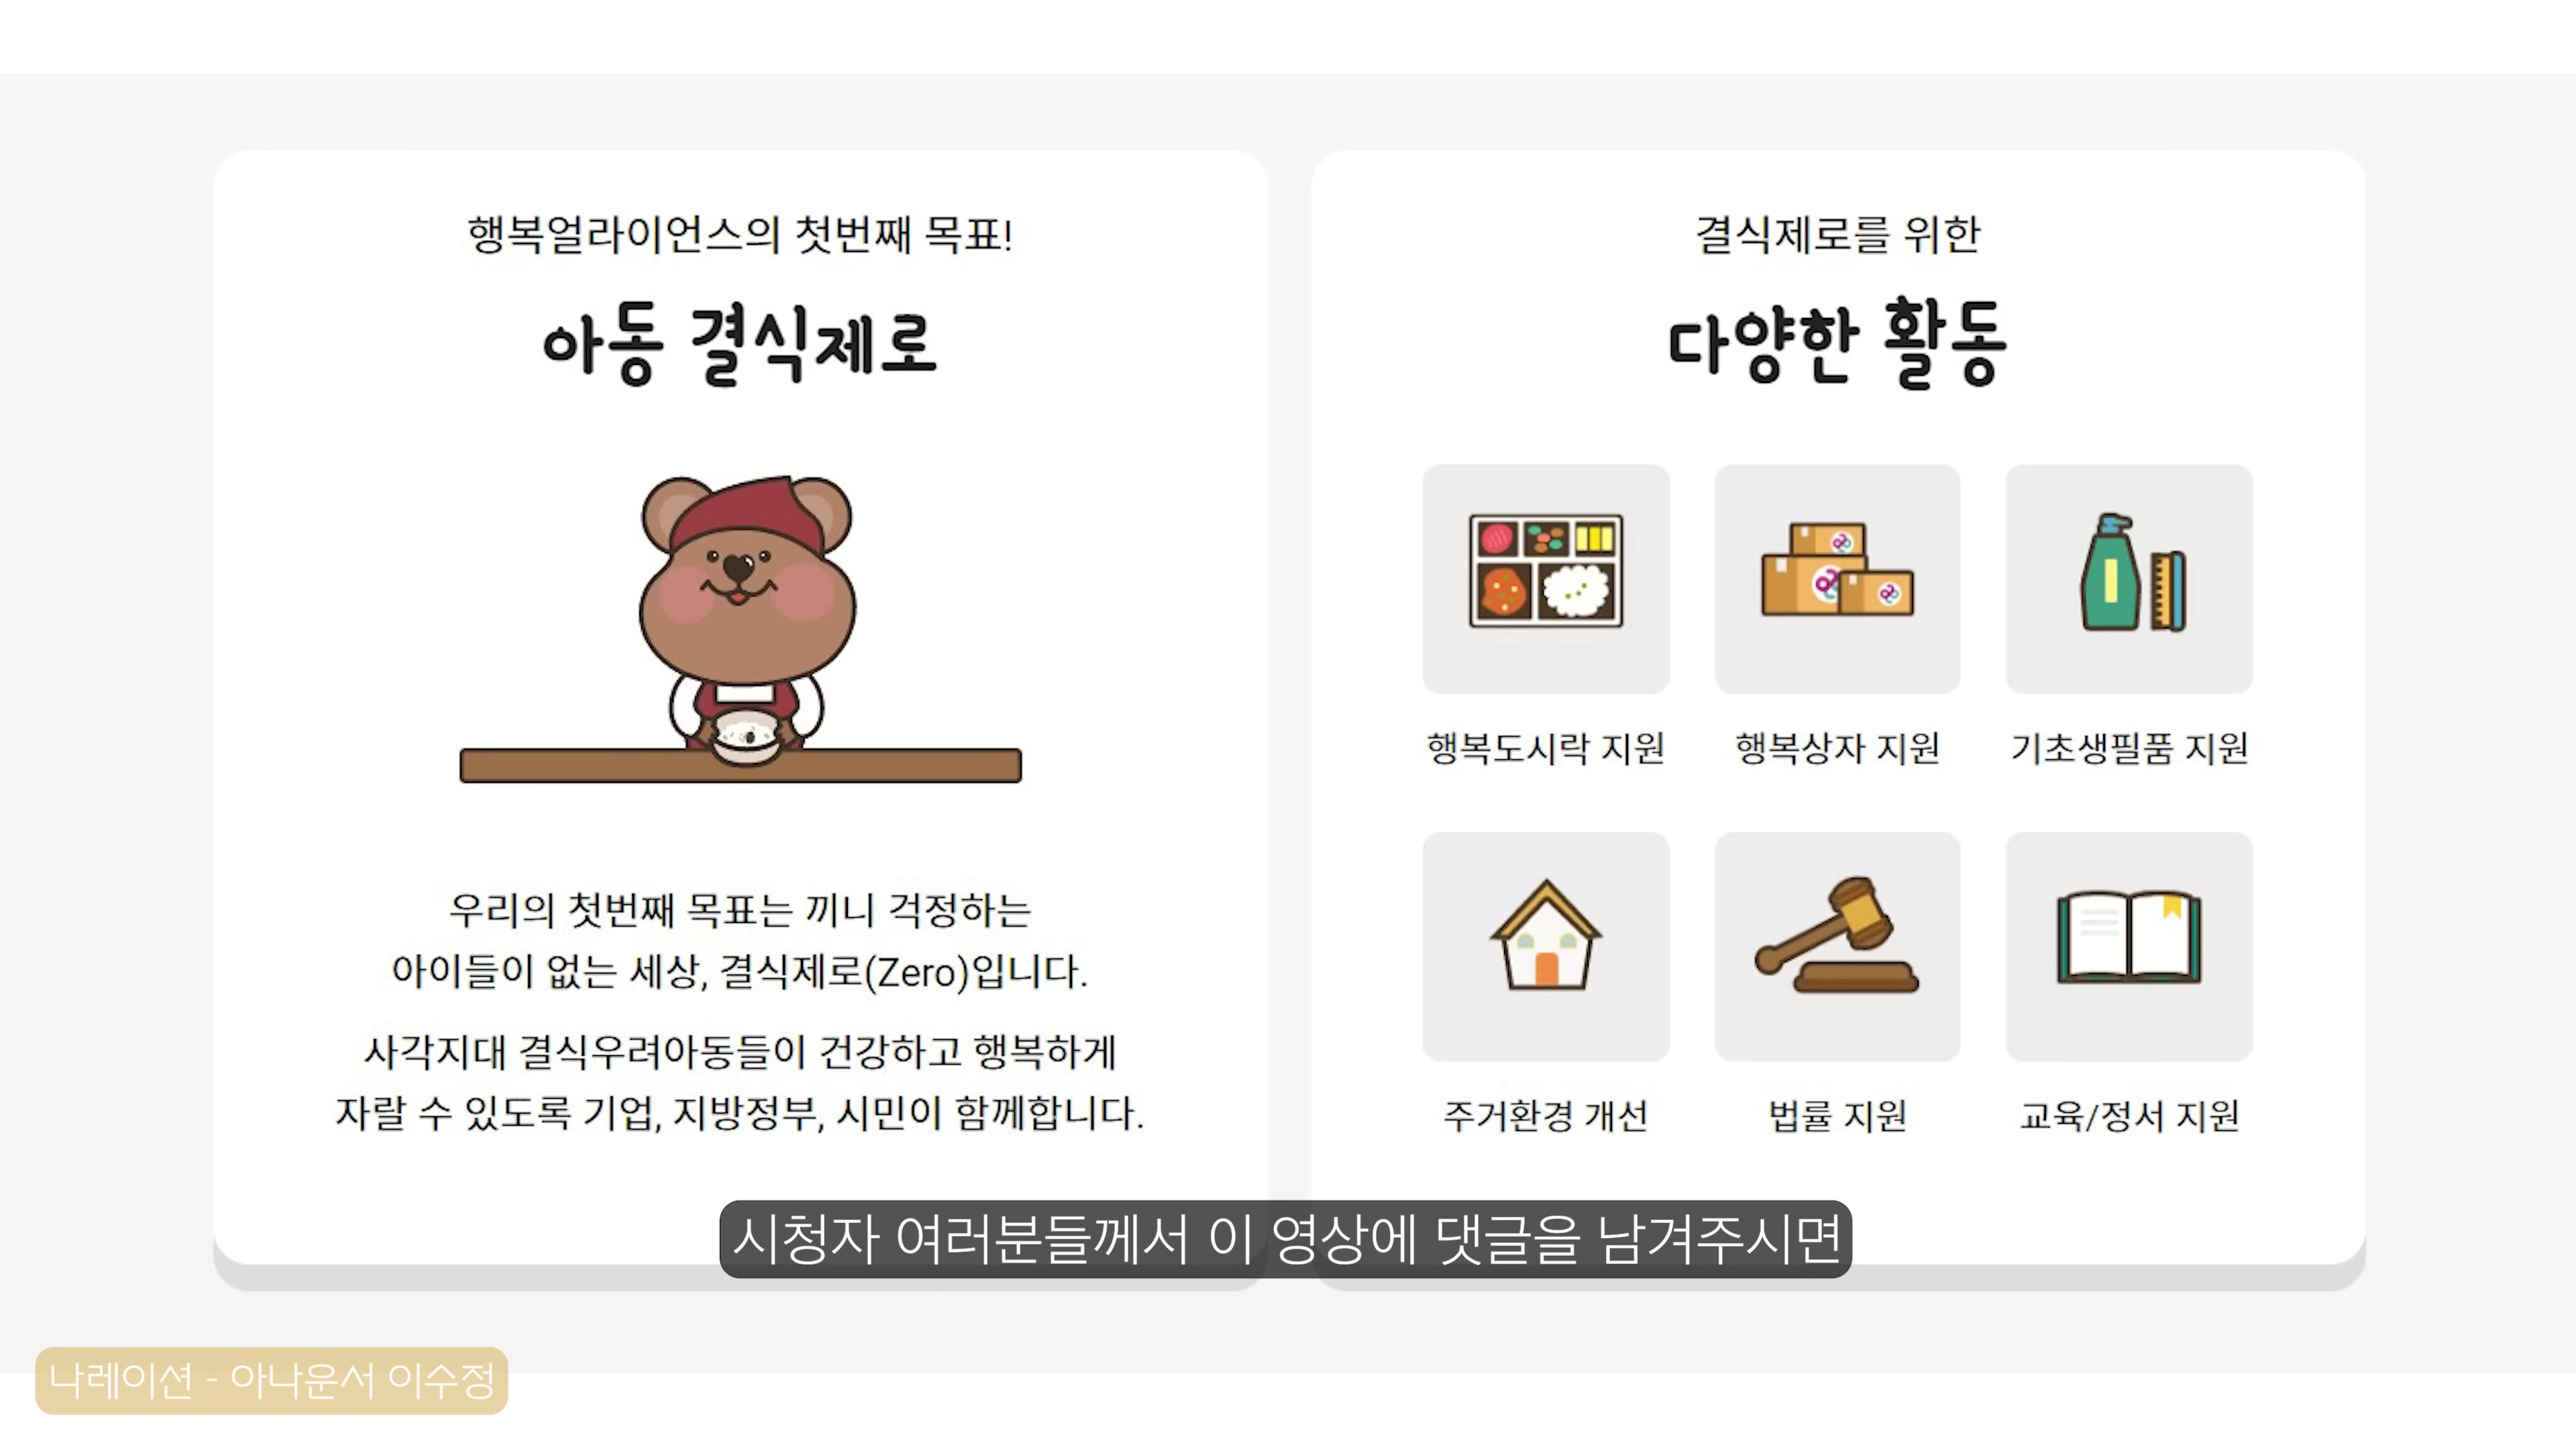 행복얼라이언스의 첫번째 목표!
아동 결식제로
우리의 첫번째 목표는 끼니 걱정하는
아이들이 없는 세상, 결식제로(Zero)입니다.
사각지대 결식우려아동들이 건강하고 행복하게
자랄 수 있도록 기업, 지방정부, 시민이 함께합니다.
결식제로를 위한
다양한 활동
행복도시락 지원
행복상자 지원
기초생필품 지원
주거환경 개선
법률 지원
교육/정서 지원
시청자 여러분들께서 이 영상에 댓글을 남겨주시면
나레이션 - 아나운서 이수정